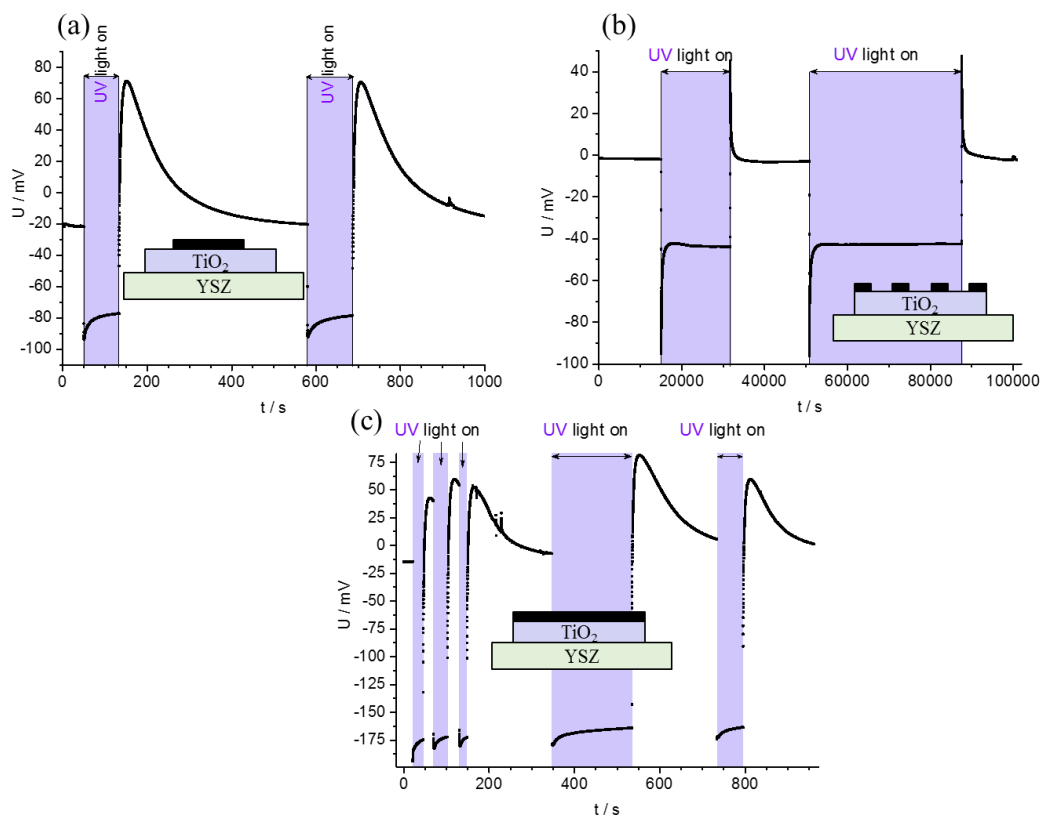 (a)
UV light on
UV light on
80
60
40
20
0
-20
-40
-60
-80
-100
U / mV
TiO2
YSZ
0 200 400 600 800 1000
t / s
(b)
UV light on
UV light on
40
20
0
-20
-40
-60
-80
-100
U / mV
TiO2
YSZ
0 20000 40000 60000 80000 100000
t / s
(c)
UV light on
UV light on
UV light on
75
50
25
0
-25
-50
-75
-100
-125
-150
-175
U / mV
TiO2
YSZ
0 200 400 600 800
t / s